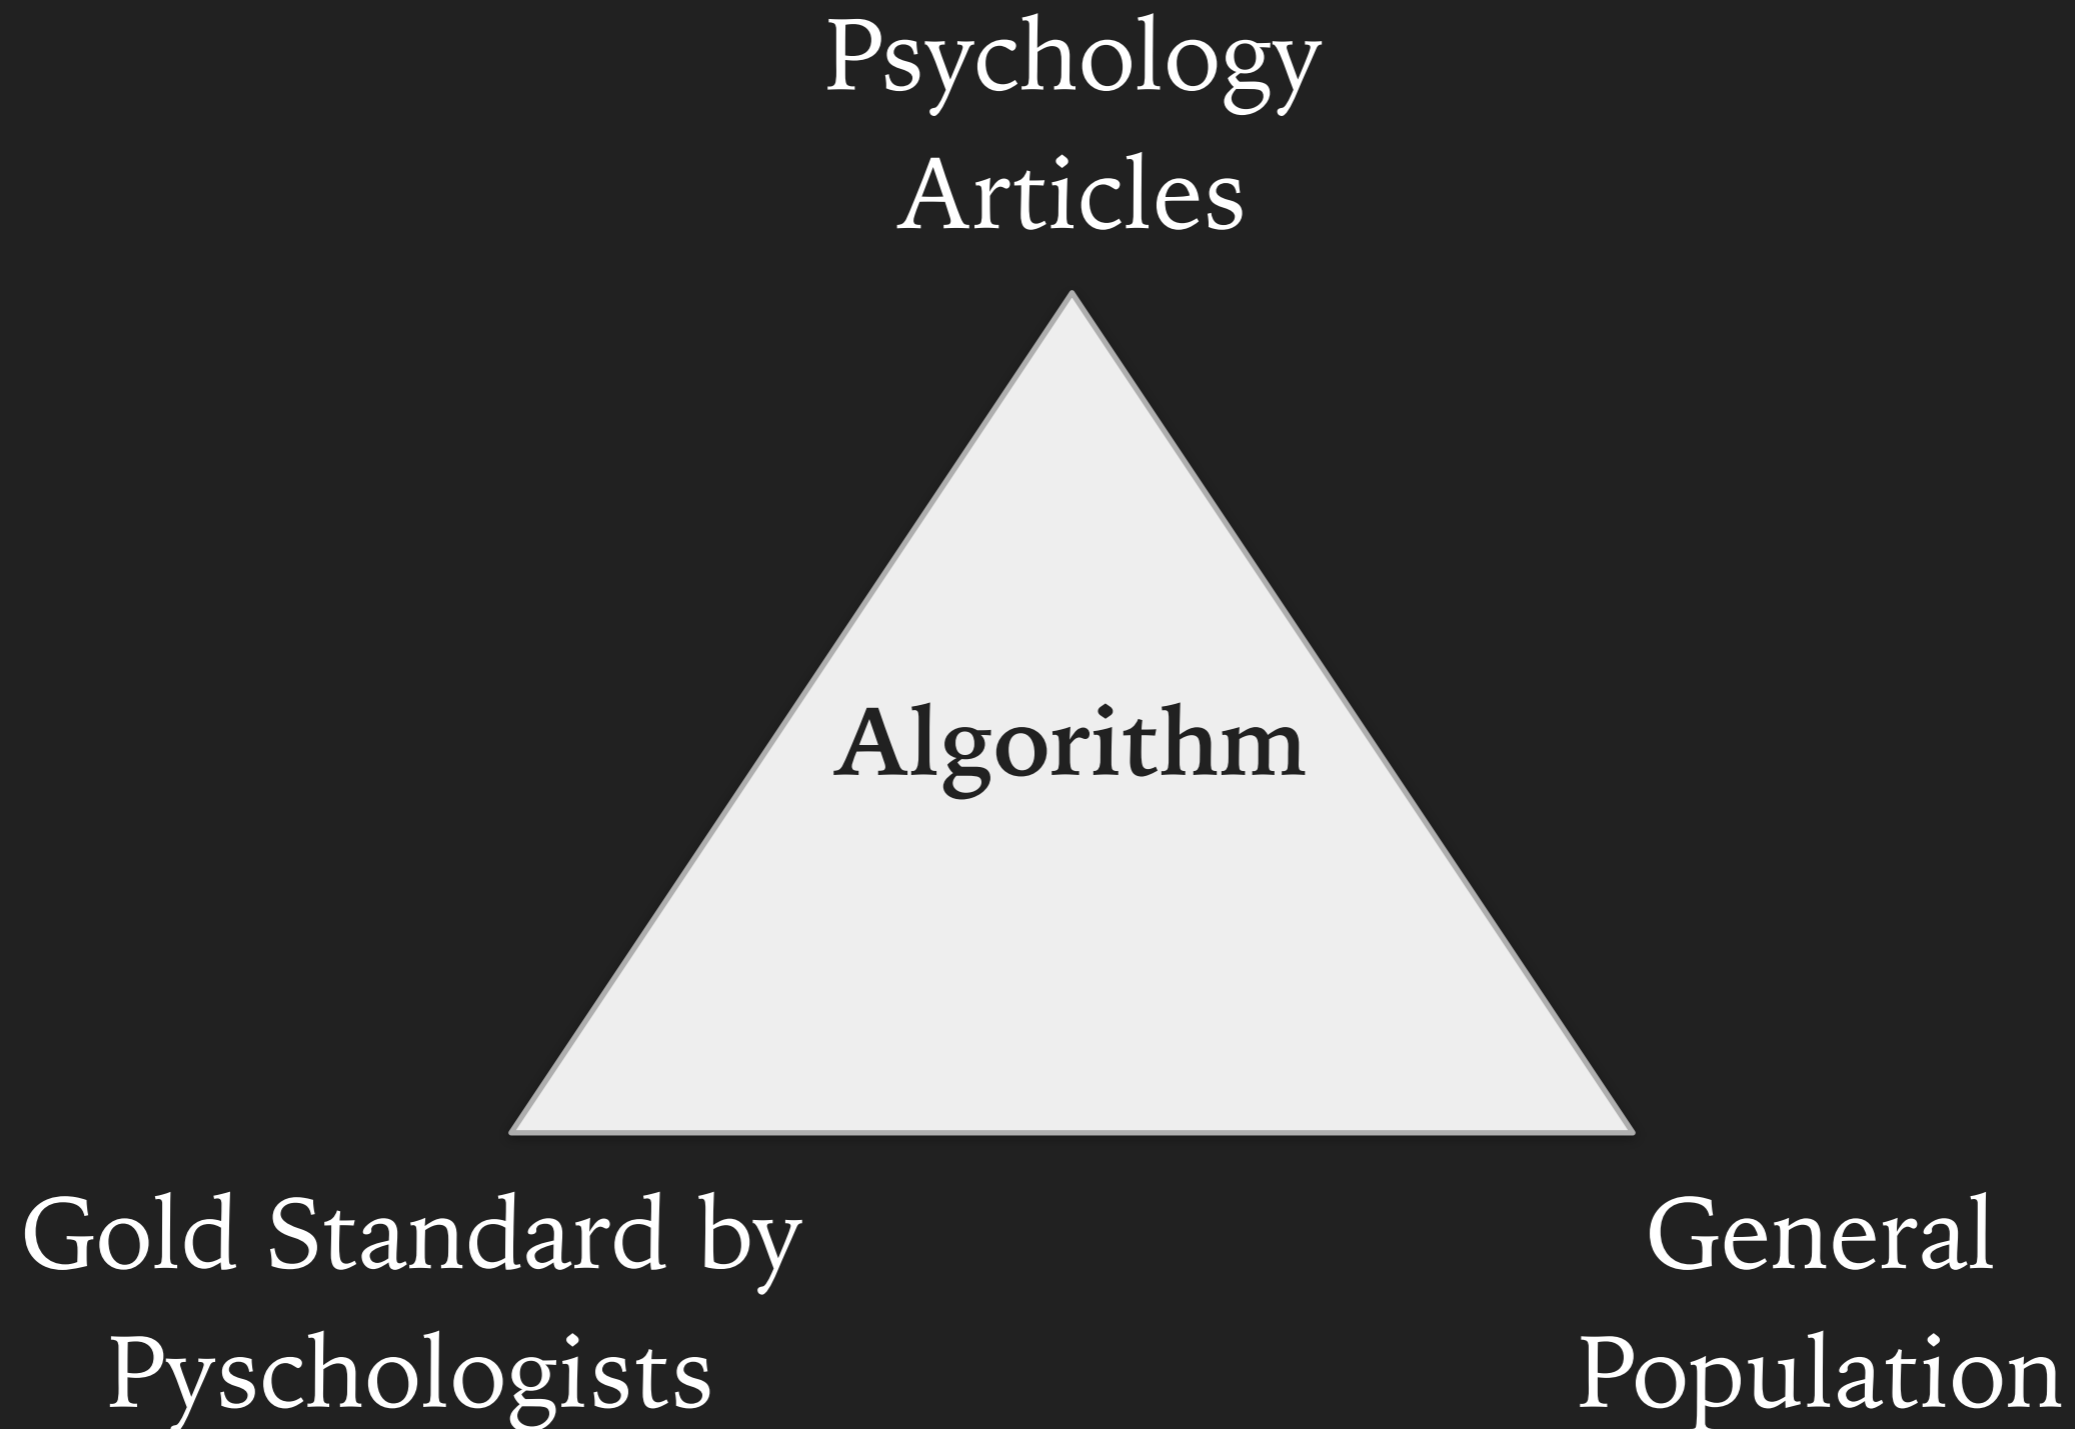 Psychology
Articles
Algorithm
Gold Standard by
Pyschologists
General
Population